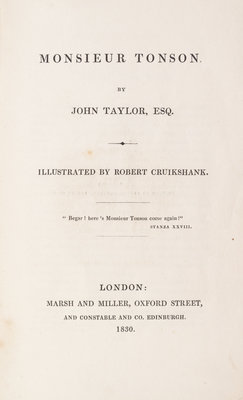 MONSIEUR TONSON.
BY
JOHN TAYLOR, ESQ.
ILLUSTRATED BY ROBERT CRUIKSHANK.
"Begar! here's Monsieur Tonson come again!"
STANZA XXVIII.
LONDON:
MARSH AND MILLER, OXFORD STREET,
AND CONSTABLE AND CO. EDINBURGH.
1830.